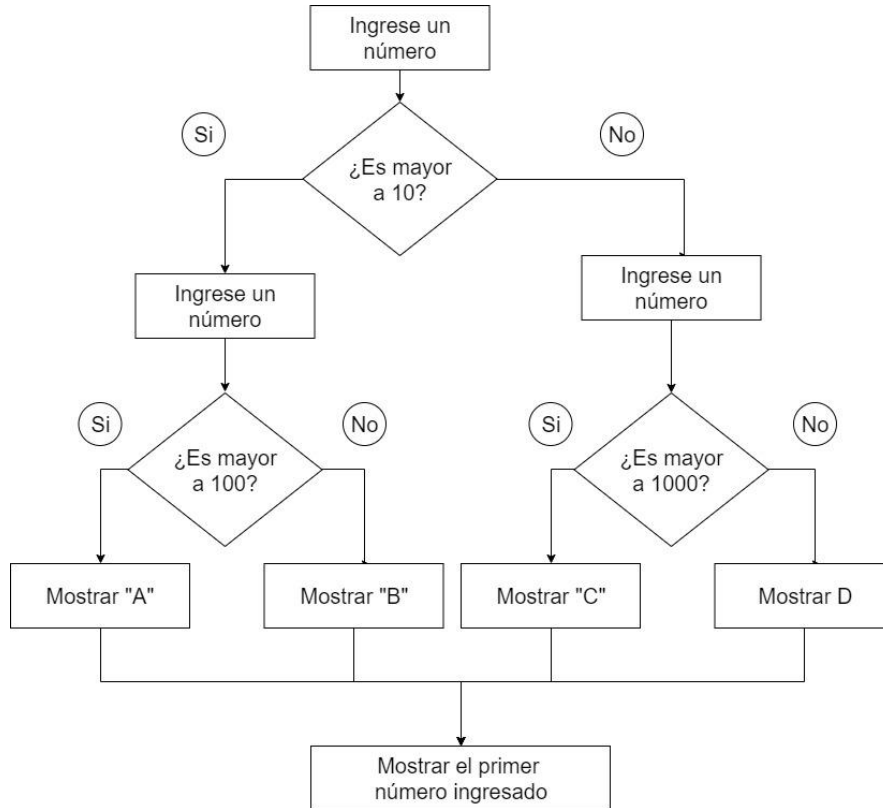 Ingrese un
número
Si
No
¿Es mayor
a 10?
Ingrese un
número
Ingrese un
número
Si
No
Si
No
¿Es mayor
a 100?
¿Es mayor
a 1000?
Mostrar "A"
Mostrar "B"
Mostrar "C"
Mostrar D
Mostrar el primer
número ingresado